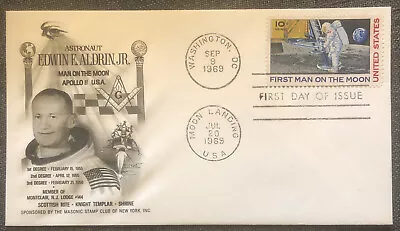 ASTRONAUT
EDWIN E. ALDRIN, JR.
MAN ON THE MOON
APOLLO 11 U.S.A.
G
1st DEGREE - FEBRUARY 1955
2nd DEGREE - APRIL 12, 1955
3rd DEGREE - FEBRUARY 21, 1956
MEMBER OF
MONTCLAIR, N.J. LODGE #144
SCOTTISH RITE - KNIGHT TEMPLAR - SHRINE
SPONSORED BY THE MASONIC STAMP CLUB OF NEW YORK, INC.
WASHINGTON, DC
SEP
9
1969
MOON LANDING
JUL
20
1969
USA
10¢
UNITED STATES
FIRST MAN ON THE MOON
FIRST DAY OF ISSUE